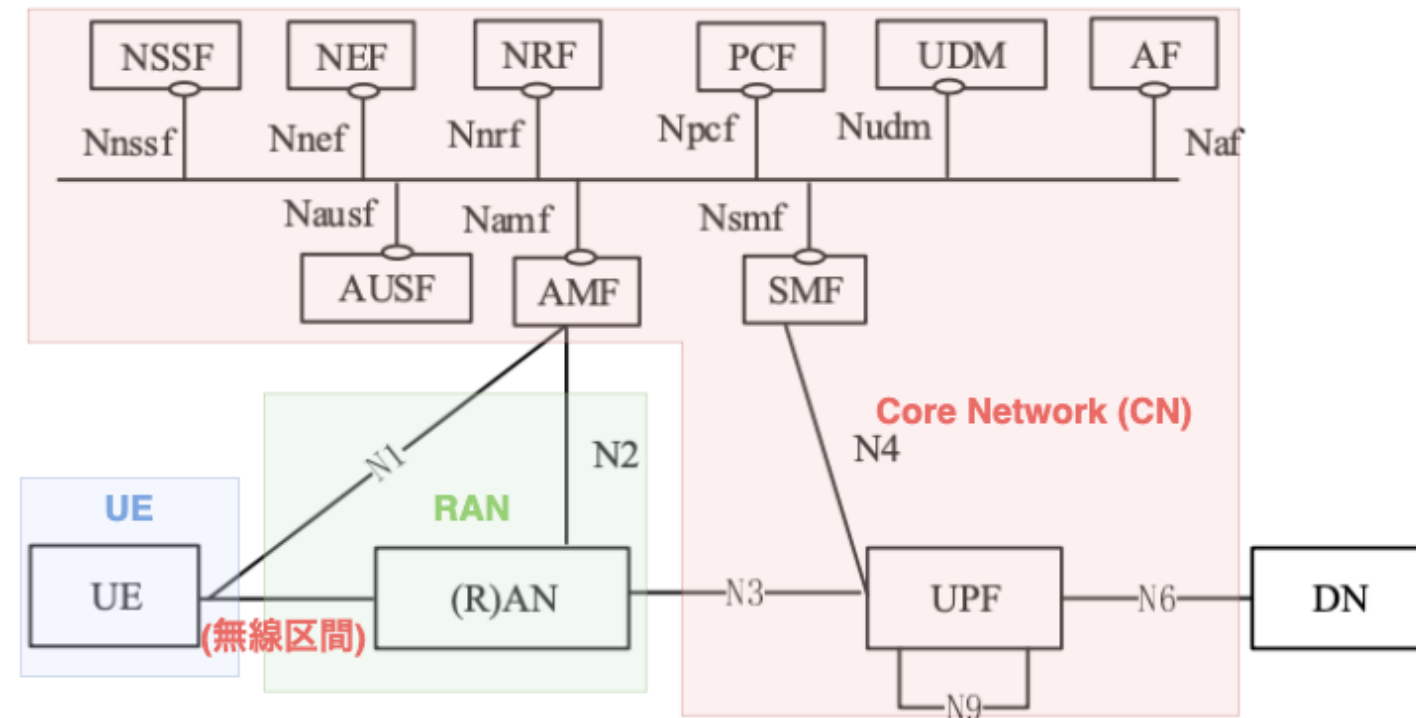 NSSF
NEF
NRF
PCF
UDM
AF
Nnssf
Nnef
Nnrf
Npcf
Nudm
Naf
Nausf
Namf
Nsmf
AUSF
AMF
SMF
Core Network (CN)
N1
N2
N4
UE
RAN
UE
(R)AN
N3
UPF
N6
DN
(無線区間)
N9